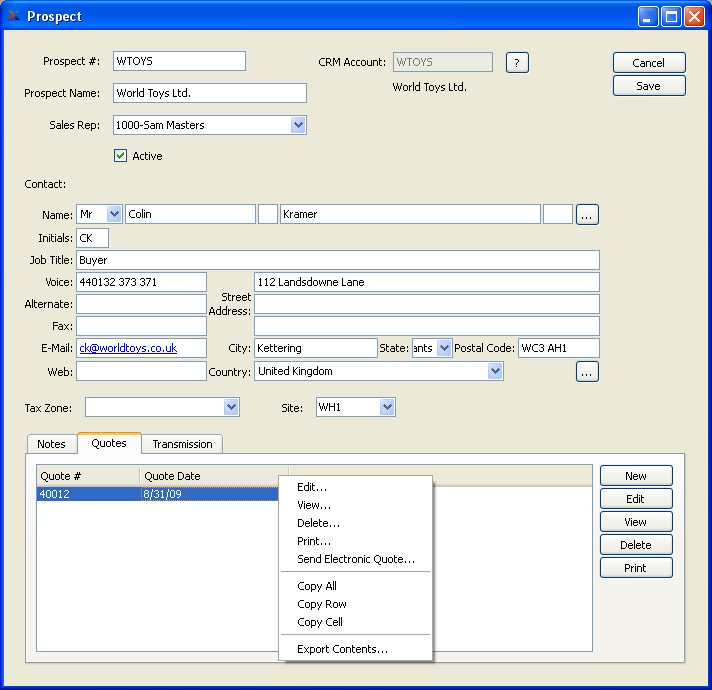 Prospect
Prospect #: WTOYS CRM Account: WTOYS ? Cancel
Prospect Name: World Toys Ltd. World Toys Ltd. Save
Sales Rep: 1000-Sam Masters
Active
Contact:
Name: Mr Colin Kramer ...
Initials: CK
Job Title: Buyer
Voice: 440132 373 371 112 Landsdowne Lane
Alternate: Street
Address:
Fax:
E-Mail: ck@worldtoys.co.uk City: Kettering State: ants Postal Code: WC3 AH1
Web: Country: United Kingdom ...
Tax Zone: Site: WH1
Notes Quotes Transmission
Quote # Quote Date New
40012 8/31/09 Edit
View
Delete
Print
Edit...
View...
Delete...
Print...
Send Electronic Quote...
Copy All
Copy Row
Copy Cell
Export Contents...